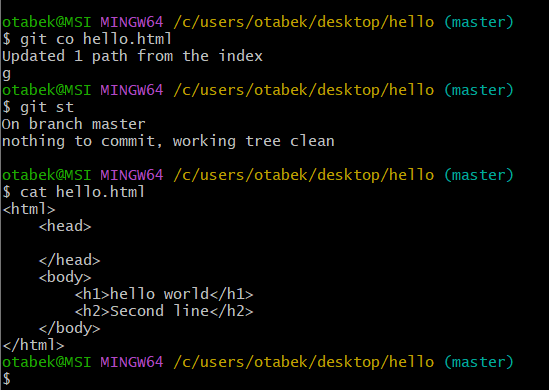 otabek@MSI MINGW64 /c/users/otabek/desktop/hello (master)
$ git co hello.html
Updated 1 path from the index
g
otabek@MSI MINGW64 /c/users/otabek/desktop/hello (master)
$ git st
On branch master
nothing to commit, working tree clean

otabek@MSI MINGW64 /c/users/otabek/desktop/hello (master)
$ cat hello.html
<html>
    <head>

    </head>
    <body>
        <h1>hello world</h1>
        <h2>Second line</h2>
    </body>
</html>
otabek@MSI MINGW64 /c/users/otabek/desktop/hello (master)
$